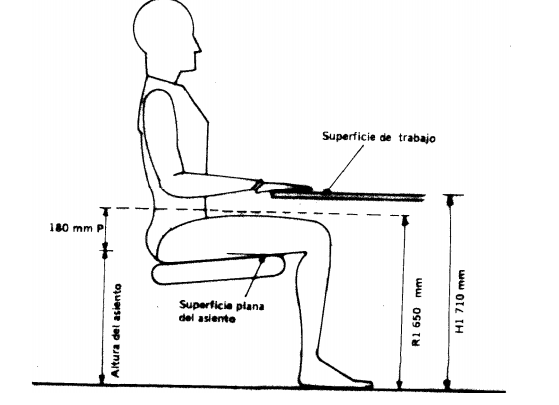 Superficie de trabajo
180 mm P
Altura del asiento
Superficie plana
del asiento
R1 650 mm
H1 710 mm